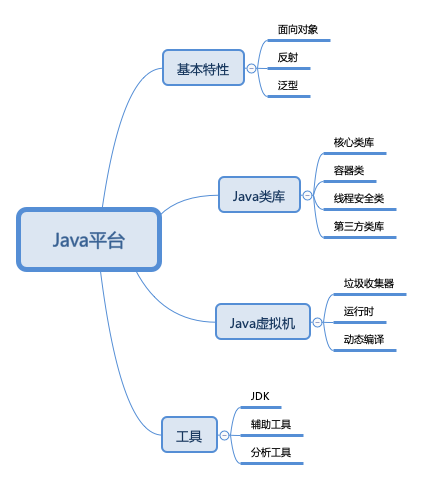 面向对象
基本特性
反射
泛型
核心类库
容器类
Java类库
线程安全类
第三方类库
Java平台
垃圾收集器
Java虚拟机
运行时
动态编译
JDK
辅助工具
工具
分析工具